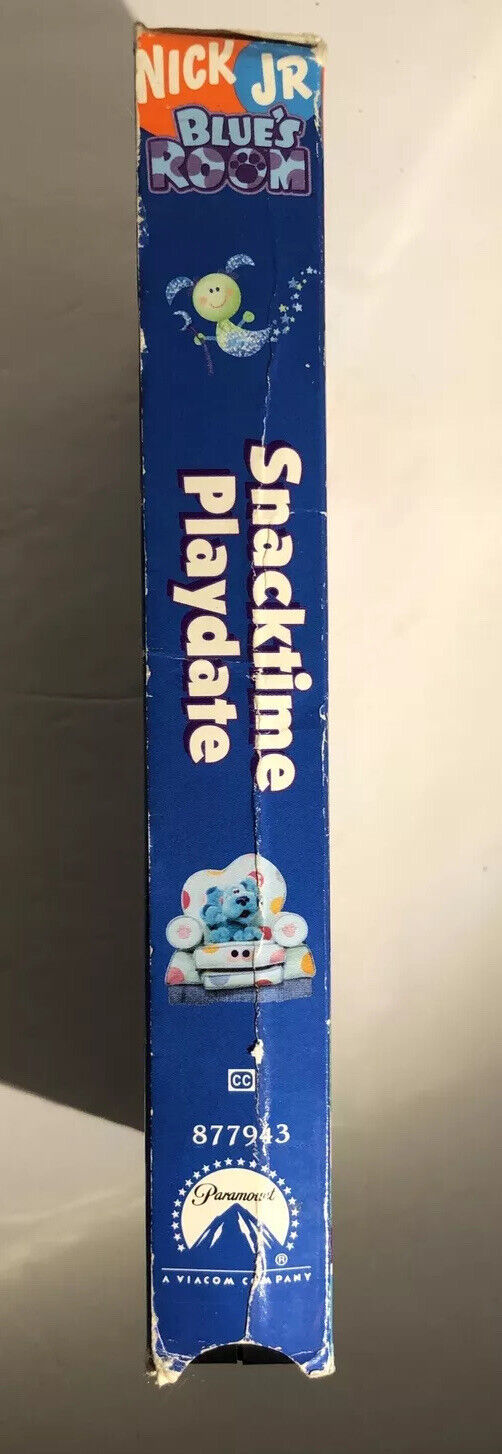 NICK JR
BLUE'S
ROOM
Snacktime
Playdate
CC
877943
Paramount
®
A VIACOM COMPANY